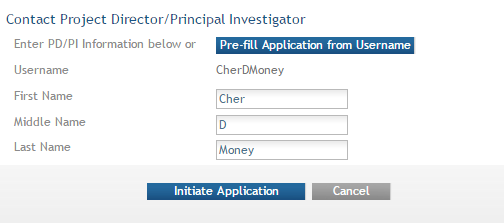 Contact Project Director/Principal Investigator
Enter PD/PI Information below or Pre-fill Application from Username
Username CherDMoney
First Name Cher
Middle Name D
Last Name Money
Initiate Application Cancel